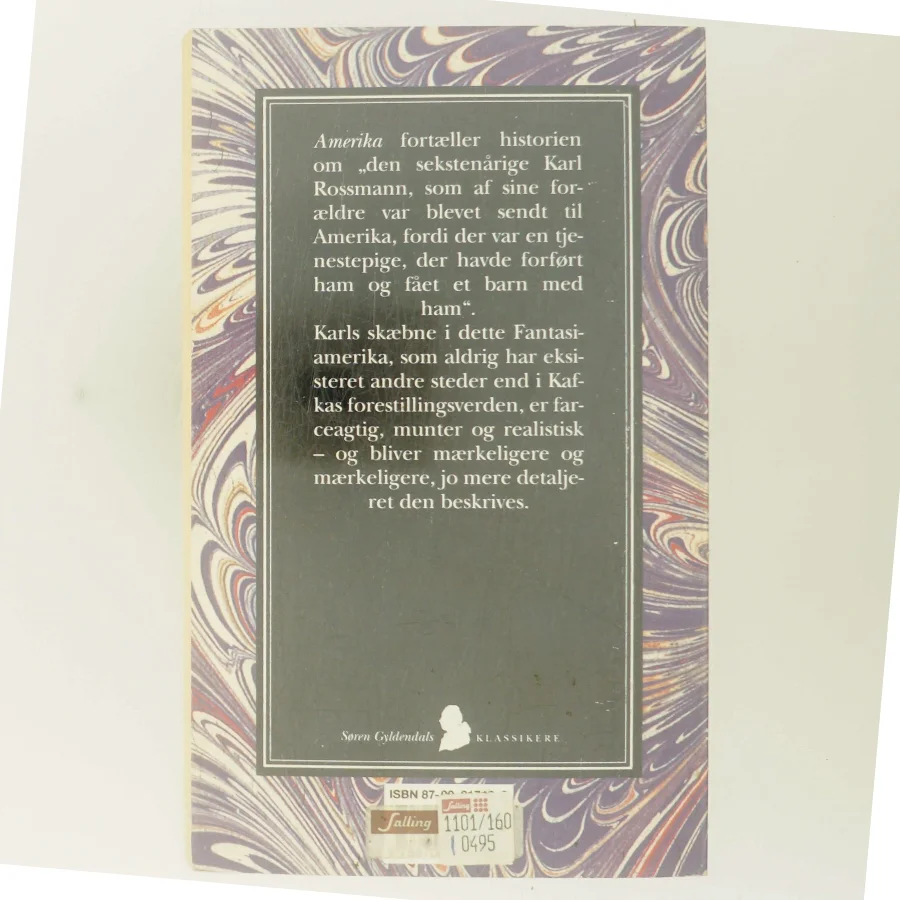 Amerika fortæller historien
om „den sekstenårige Karl
Rossmann, som af sine for-
ældre var blevet sendt til
Amerika, fordi der var en tje-
nestepige, der havde forført
ham og fået et barn med
ham“.
Karls skæbne i dette Fantasi-
amerika, som aldrig har eksi-
steret andre steder end i Kaf-
kas forestillingsverden, er far-
ceagtig, munter og realistisk
– og bliver mærkeligere og
mærkeligere, jo mere detalje-
ret den beskrives.
Søren Gyldendals KLASSIKERE
ISBN 87-
Salling
Salling
1101/160
0495